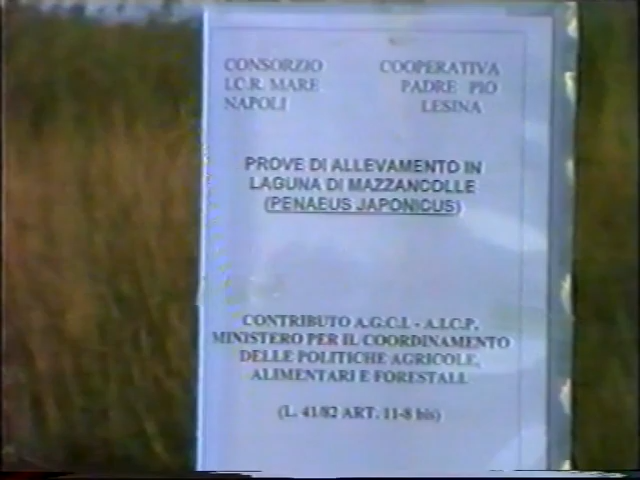 CONSORZIO COOPERATIVA
I.C.R. MARE PADRE PIO
NAPOLI LESINA
PROVE DI ALLEVAMENTO IN
LAGUNA DI MAZZANCOLLE
(PENAEUS JAPONICUS)
CONTRIBUTO A.G.C.I. - A.I.C.P.
MINISTERO PER IL COORDINAMENTO
DELLE POLITICHE AGRICOLE,
ALIMENTARI E FORESTALI.
(L. 41/82 ART. 11-8 bis)